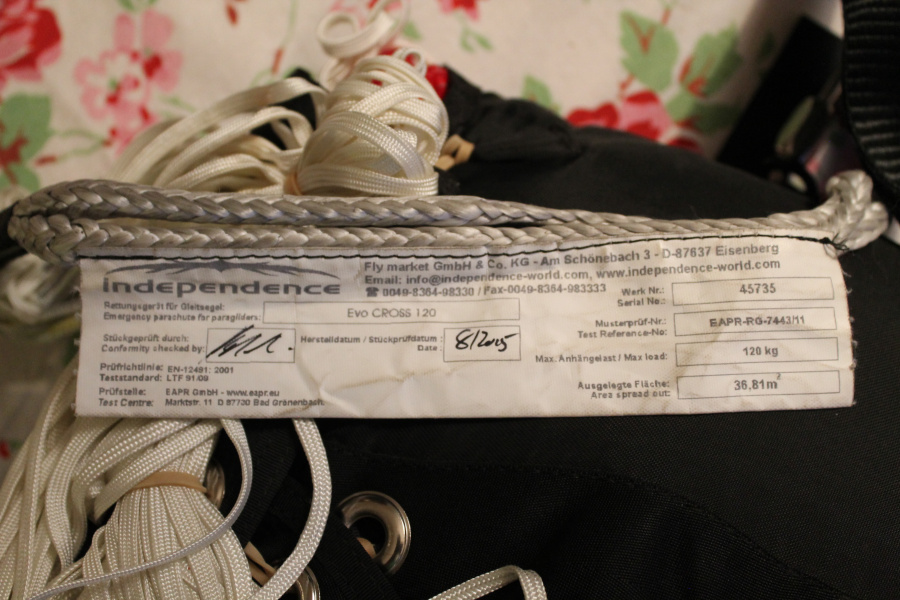 independence
Fly market GmbH & Co. KG - Am Schönebach 3 - D-87637 Eisenberg
Email: info@independence-world.com, www.independence-world.com
☎ 0049-8364-98330 / Fax-0049-8364-983333
Werk Nr.:
Serial No.: 45735
Rettungsgerät für Gleitsegel:
Emergency parachute for paragliders: Evo CROSS 120
Musterprüf-Nr.:
Test Reference-No: EAPR-RG-7443/11
Stückgeprüft durch:
Conformity checked by:
Herstelldatum / Stückprüfdatum :
Date : 8/2005
Max. Anhängelast / Max load: 120 kg
Prüfrichtlinie: EN-12491: 2001
Teststandard: LTF 91/09
Ausgelegte Fläche:
Area spread out: 36,81m²
Prüfstelle: EAPR GmbH - www.eapr.eu
Test Centre: Marktstr. 11 D 87730 Bad Grönenbach